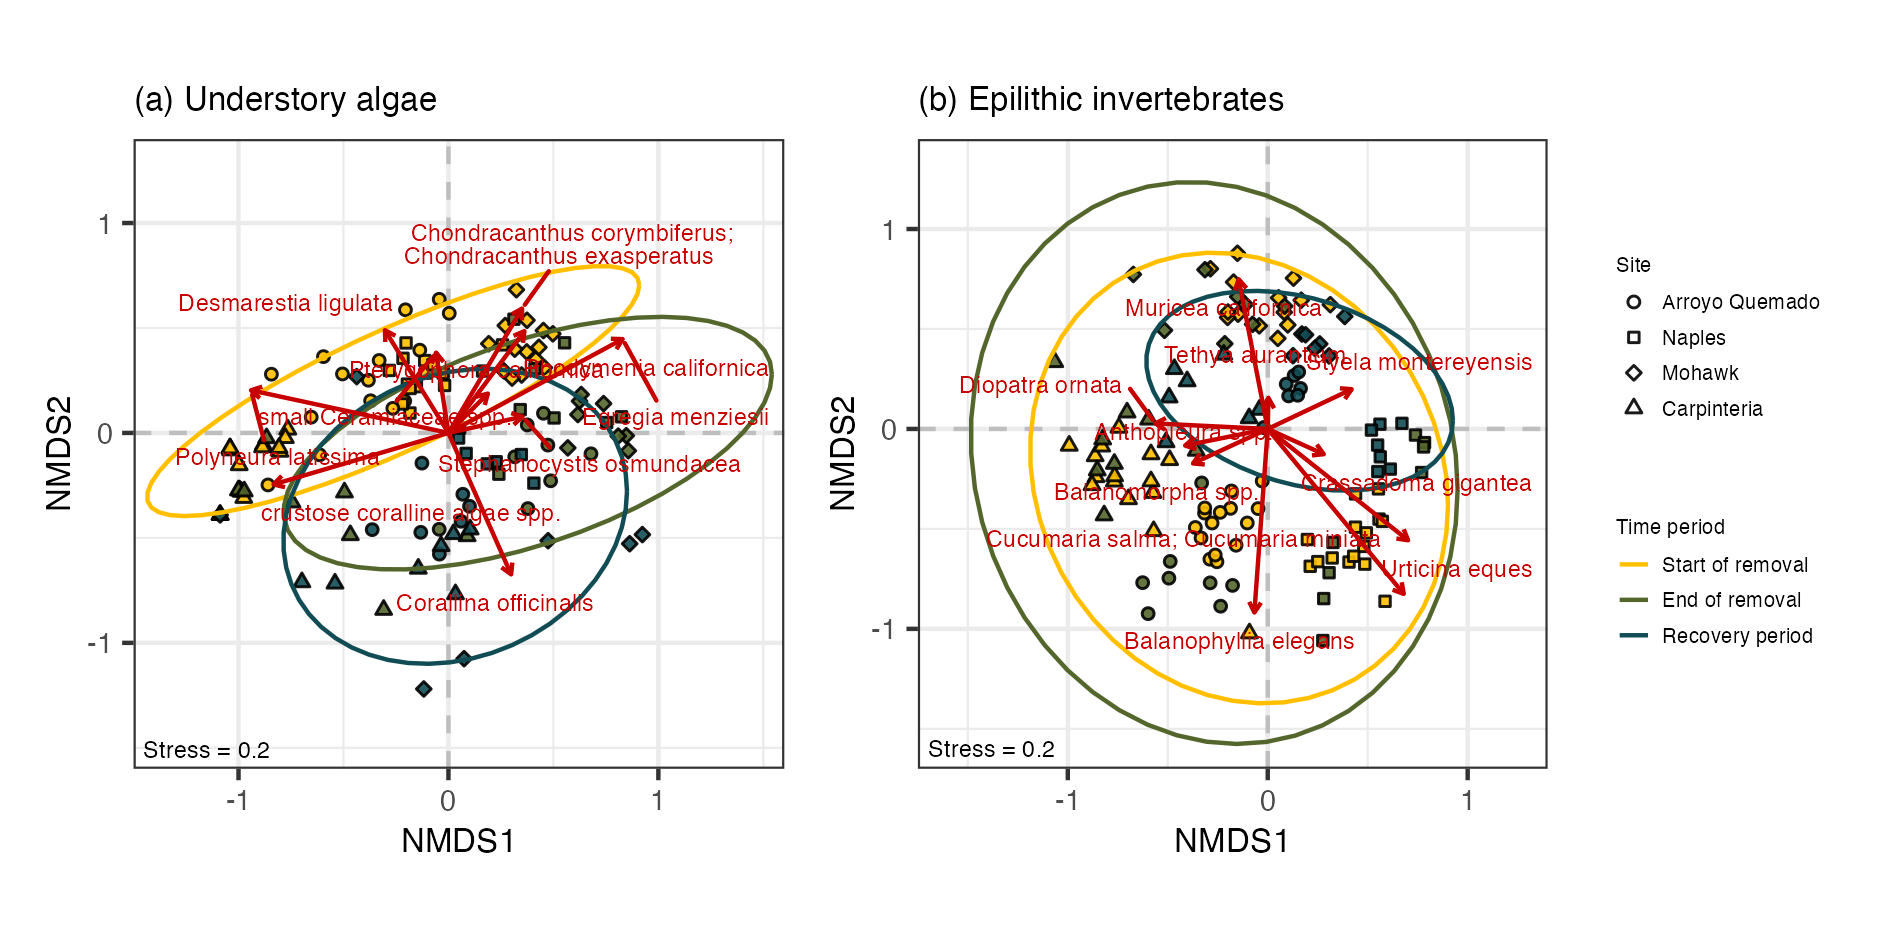 (a) Understory algae
Chondracanthus corymbiferus;
Chondracanthus exasperatus
Desmarestia ligulata
Pterygophora californica
Rhodymenia californica
small Ceramiaceae spp.
Egregia menziesii
Polyneura latissima
Stephanocystis osmundacea
crustose coralline algae spp.
Corallina officinalis
Stress = 0.2
1
0
-1
NMDS2
-1
0
1
NMDS1
(b) Epilithic invertebrates
Muricea californica
Tethya aurantium
Styela montereyensis
Diopatra ornata
Anthopleura spp.
Crassadoma gigantea
Balanomorpha spp.
Cucumaria salma; Cucumaria miniata
Urticina eques
Balanophyllia elegans
Stress = 0.2
1
0
-1
NMDS2
-1
0
1
NMDS1
Site
Arroyo Quemado
Naples
Mohawk
Carpinteria
Time period
Start of removal
End of removal
Recovery period